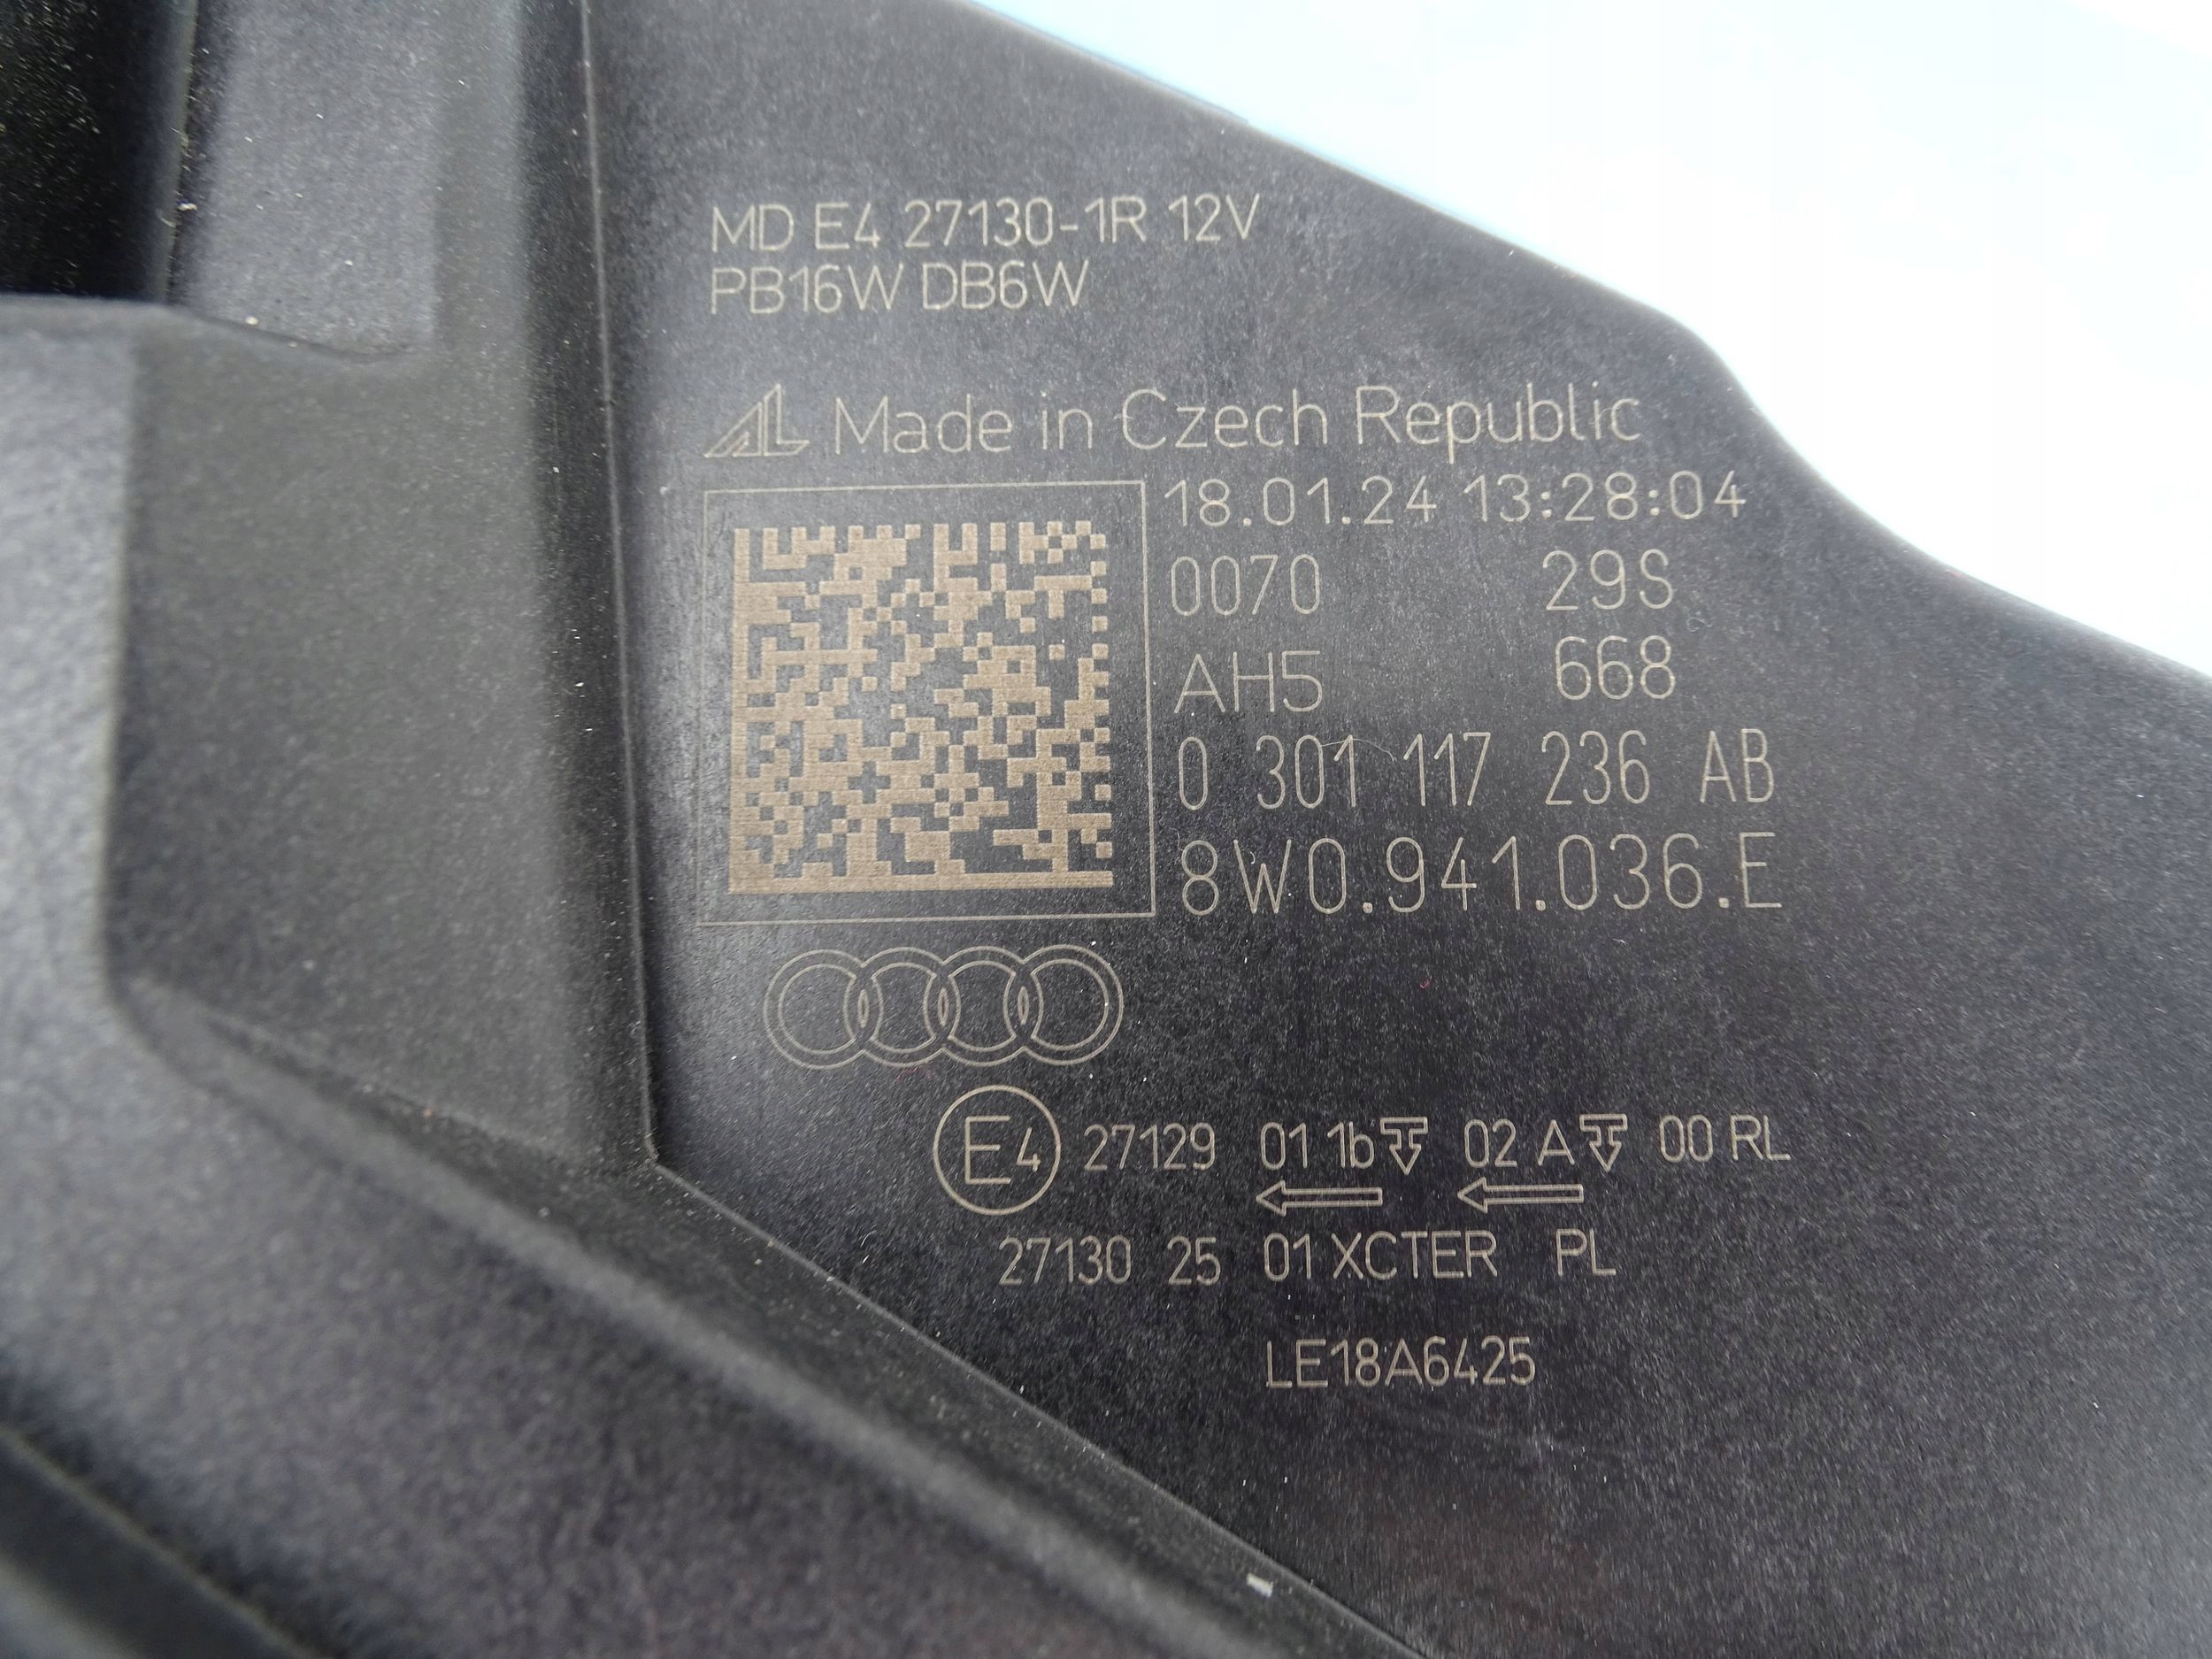 MD E4 27130-1R 12V
PB16W DB6W
AL Made in Czech Republic
18.01.24 13:28:04
0070 29S
AH5 668
0 301 117 236 AB
8W0.941.036.E
E4 27129 01 1b 02 A 00 RL
27130 25 01 XCTER PL
LE18A6425